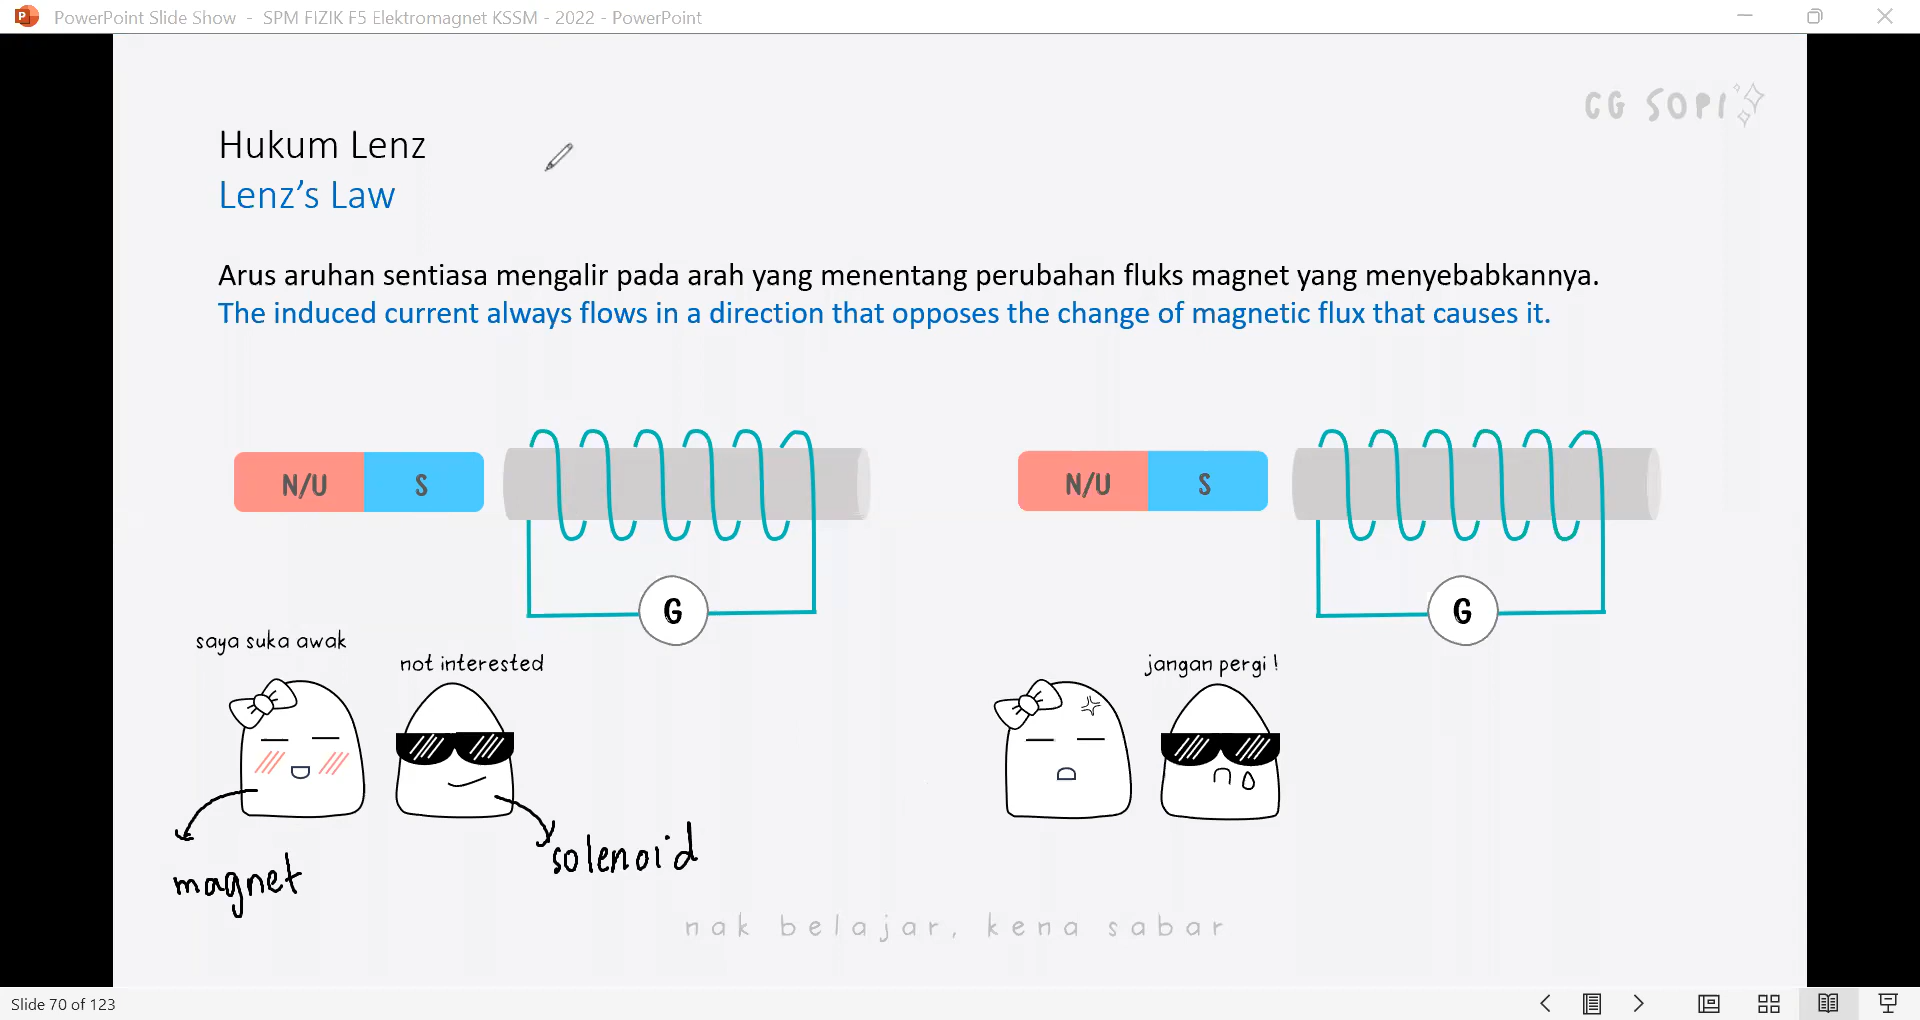 PowerPoint Slide Show - SPM FIZIK F5 Elektromagnet KSSM - 2022 - PowerPoint
CG SOPI
Hukum Lenz
Lenz's Law
Arus aruhan sentiasa mengalir pada arah yang menentang perubahan fluks magnet yang menyebabkannya.
The induced current always flows in a direction that opposes the change of magnetic flux that causes it.
N/U S
N/U S
G
G
saya suka awak
not interested
jangan pergi !
magnet
solenoid
nak belajar, kena sabar
Slide 70 of 123